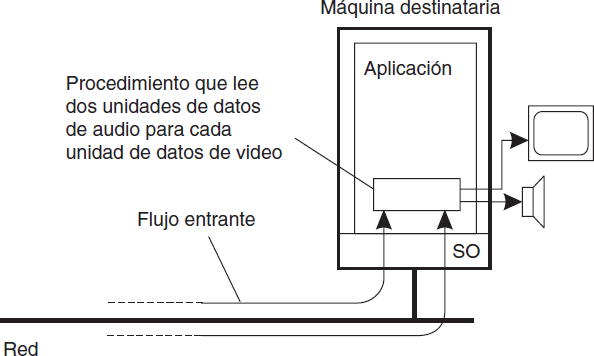 Máquina destinataria
Aplicación
Procedimiento que lee
dos unidades de datos
de audio para cada
unidad de datos de video
Flujo entrante
SO
Red